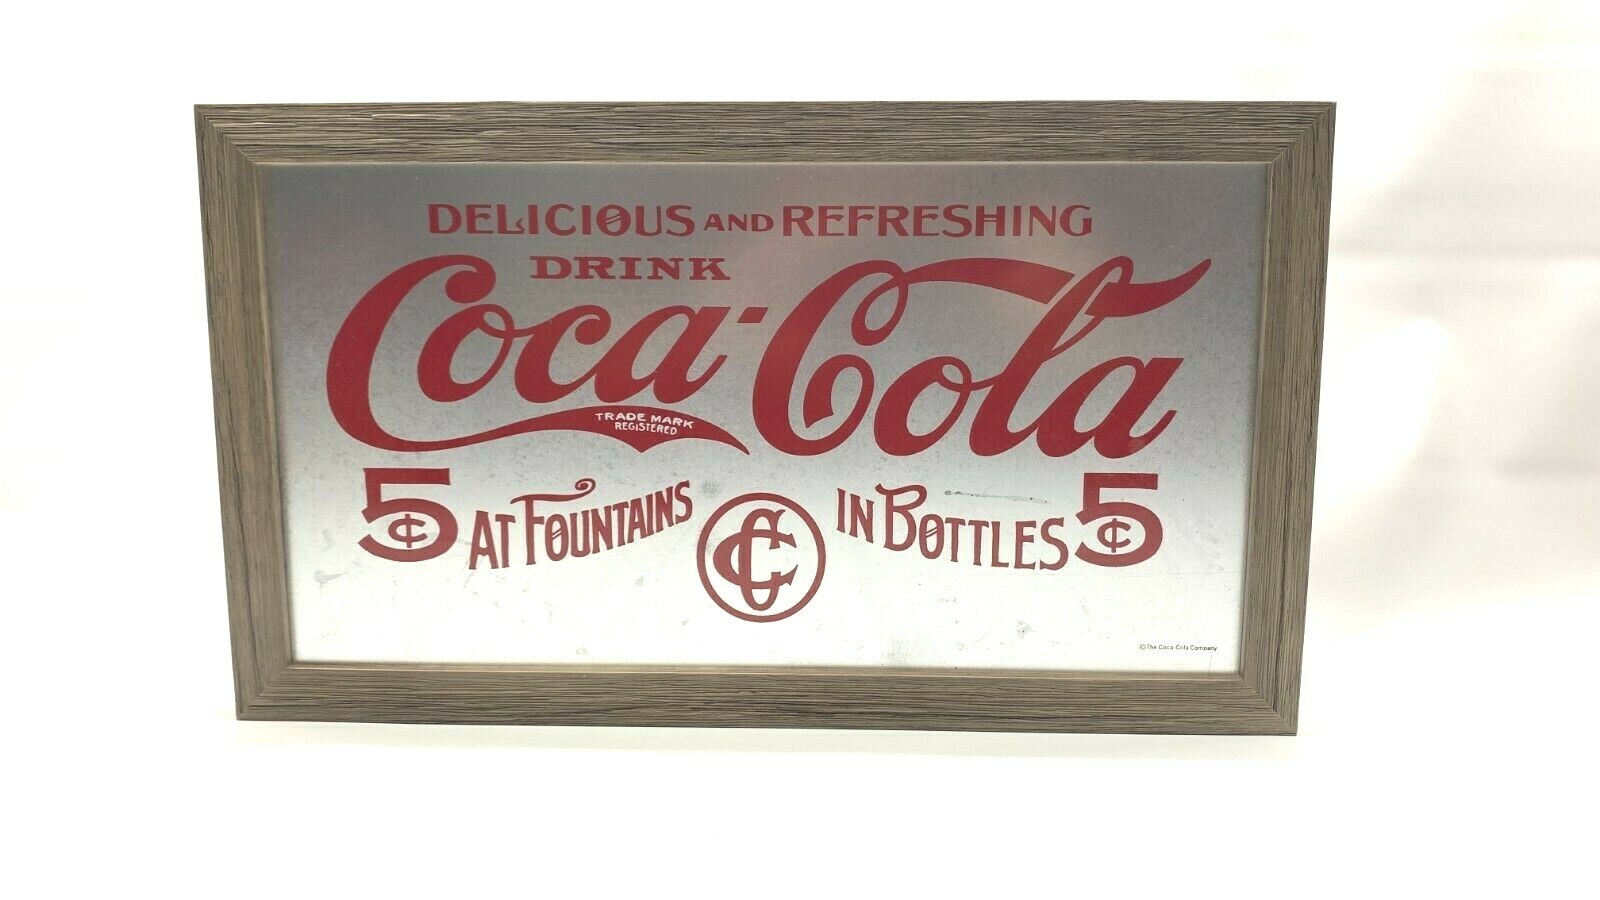 DELICIOUS AND REFRESHING
DRINK
Coca-Cola
TRADE MARK
REGISTERED
5¢ AT FOUNTAINS CC IN BOTTLES 5¢
©The Coca-Cola Company